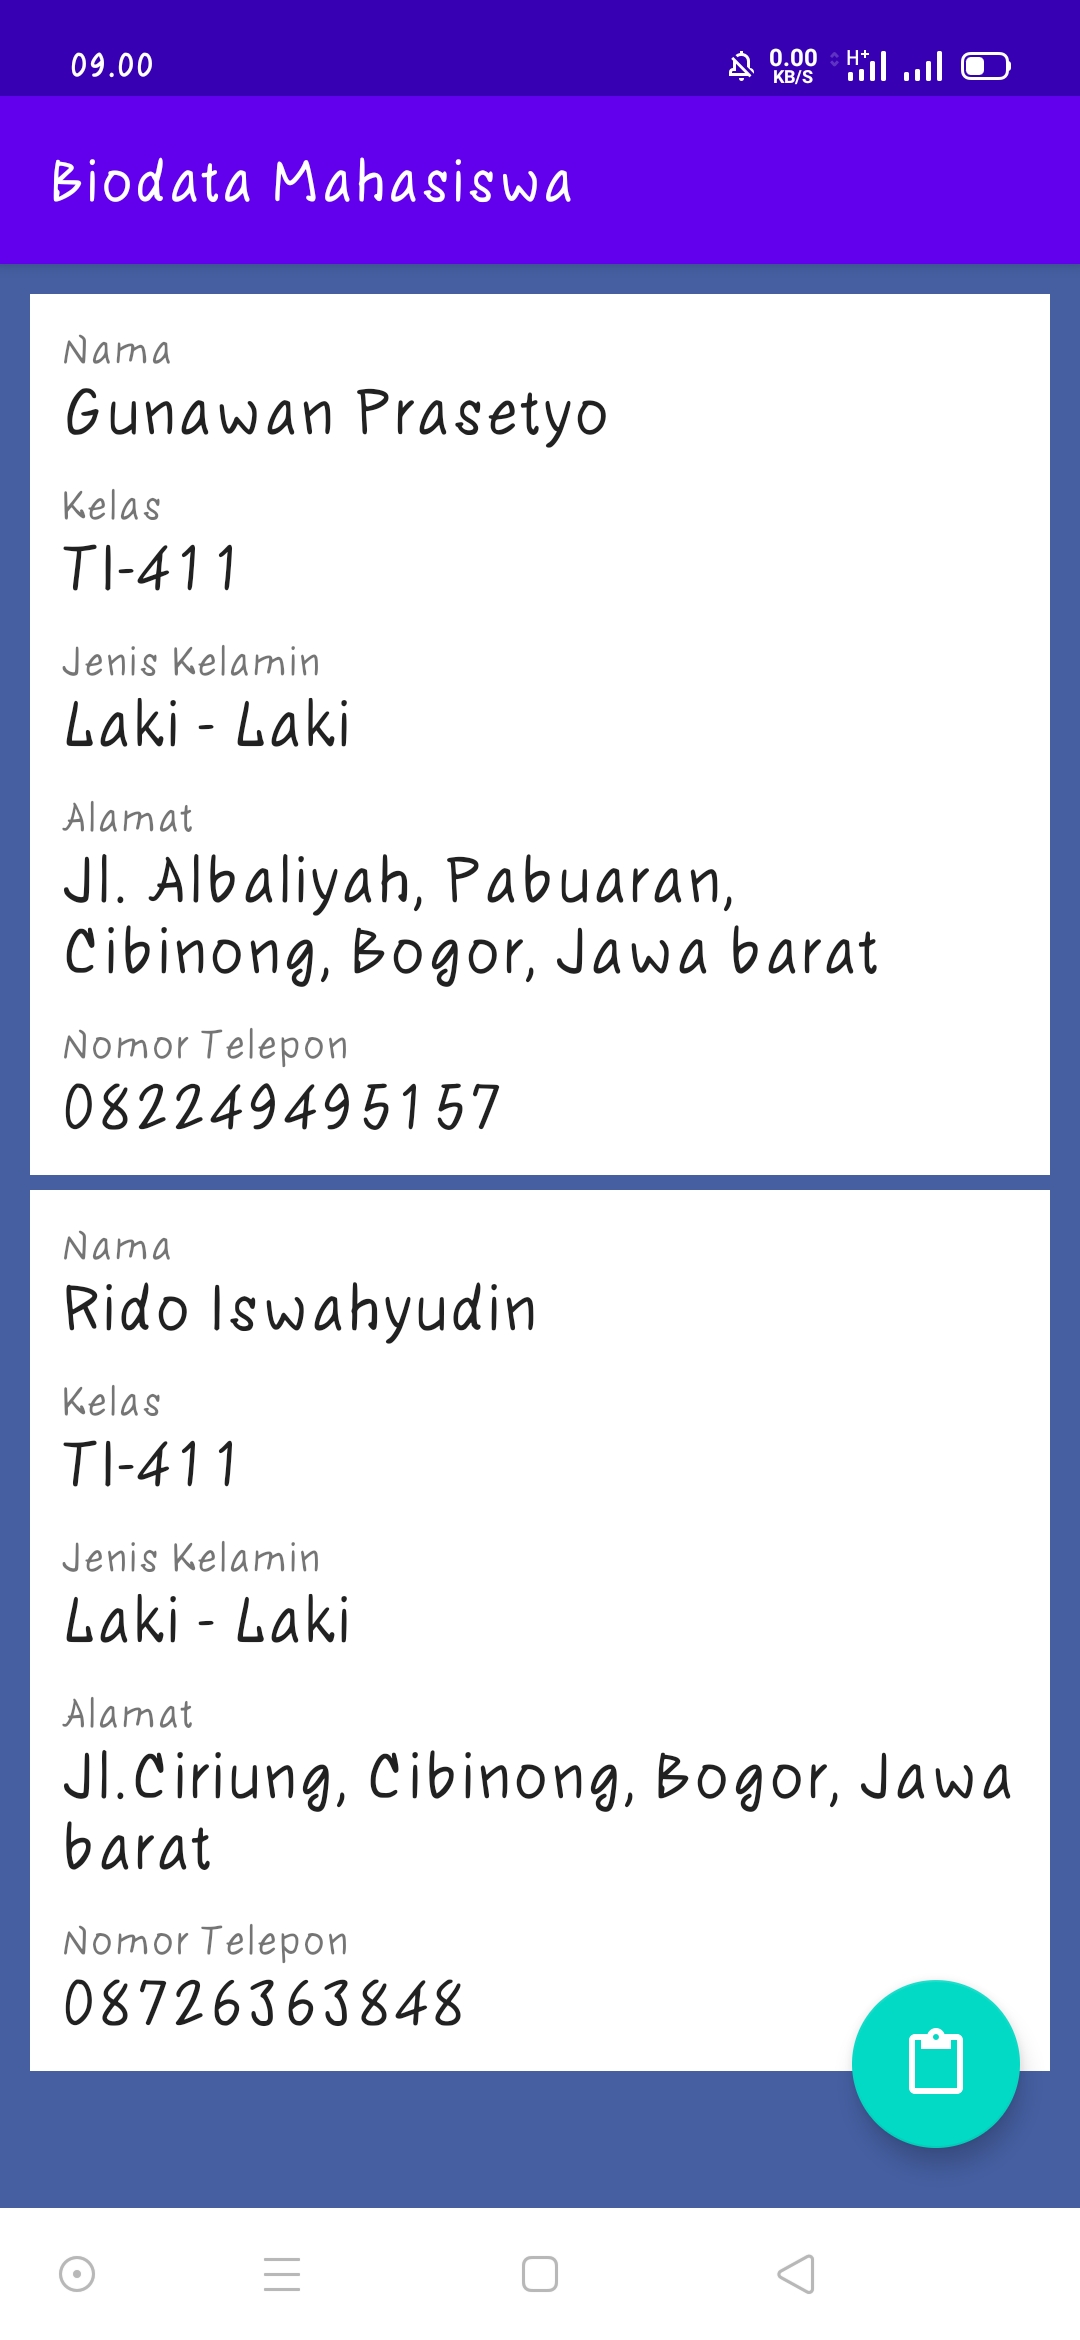 09.00
0.00
KB/S
H+
Biodata Mahasiswa
Nama
Gunawan Prasetyo
Kelas
TI-411
Jenis Kelamin
Laki - Laki
Alamat
Jl. Albaliyah, Pabuaran,
Cibinong, Bogor, Jawa barat
Nomor Telepon
082249495157
Nama
Rido Iswahyudin
Kelas
TI-411
Jenis Kelamin
Laki - Laki
Alamat
Jl.Ciriung, Cibinong, Bogor, Jawa
barat
Nomor Telepon
08726363848